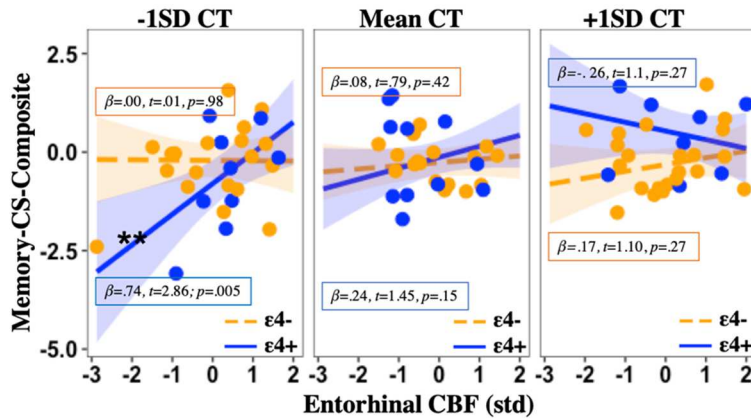 -1SD CT
Mean CT
+1SD CT
Memory-CS-Composite
2.5
0.0
-2.5
-5.0
β=.00, t=.01, p=.98
**
β=.74, t=2.86; p=.005
ε4-
ε4+
β=.08, t=.79, p=.42
β=.24, t=1.45, p=.15
ε4-
ε4+
β=-. 26, t=1.1, p=.27
β=.17, t=1.10, p=.27
ε4-
ε4+
-3 -2 -1 0 1 2
-3 -2 -1 0 1 2
-3 -2 -1 0 1 2
Entorhinal CBF (std)